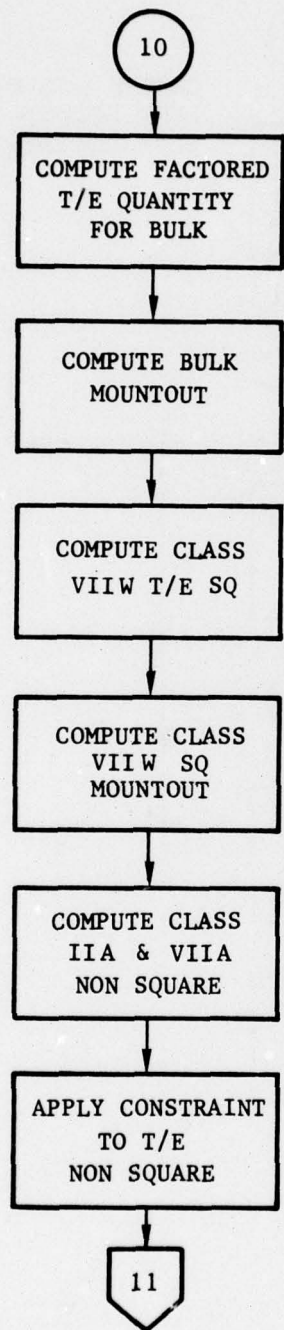 10
COMPUTE FACTORED
T/E QUANTITY
FOR BULK
COMPUTE BULK
MOUNTOUT
COMPUTE CLASS
VIIW T/E SQ
COMPUTE CLASS
VIIW SQ
MOUNTOUT
COMPUTE CLASS
IIA & VIIA
NON SQUARE
APPLY CONSTRAINT
TO T/E
NON SQUARE
11